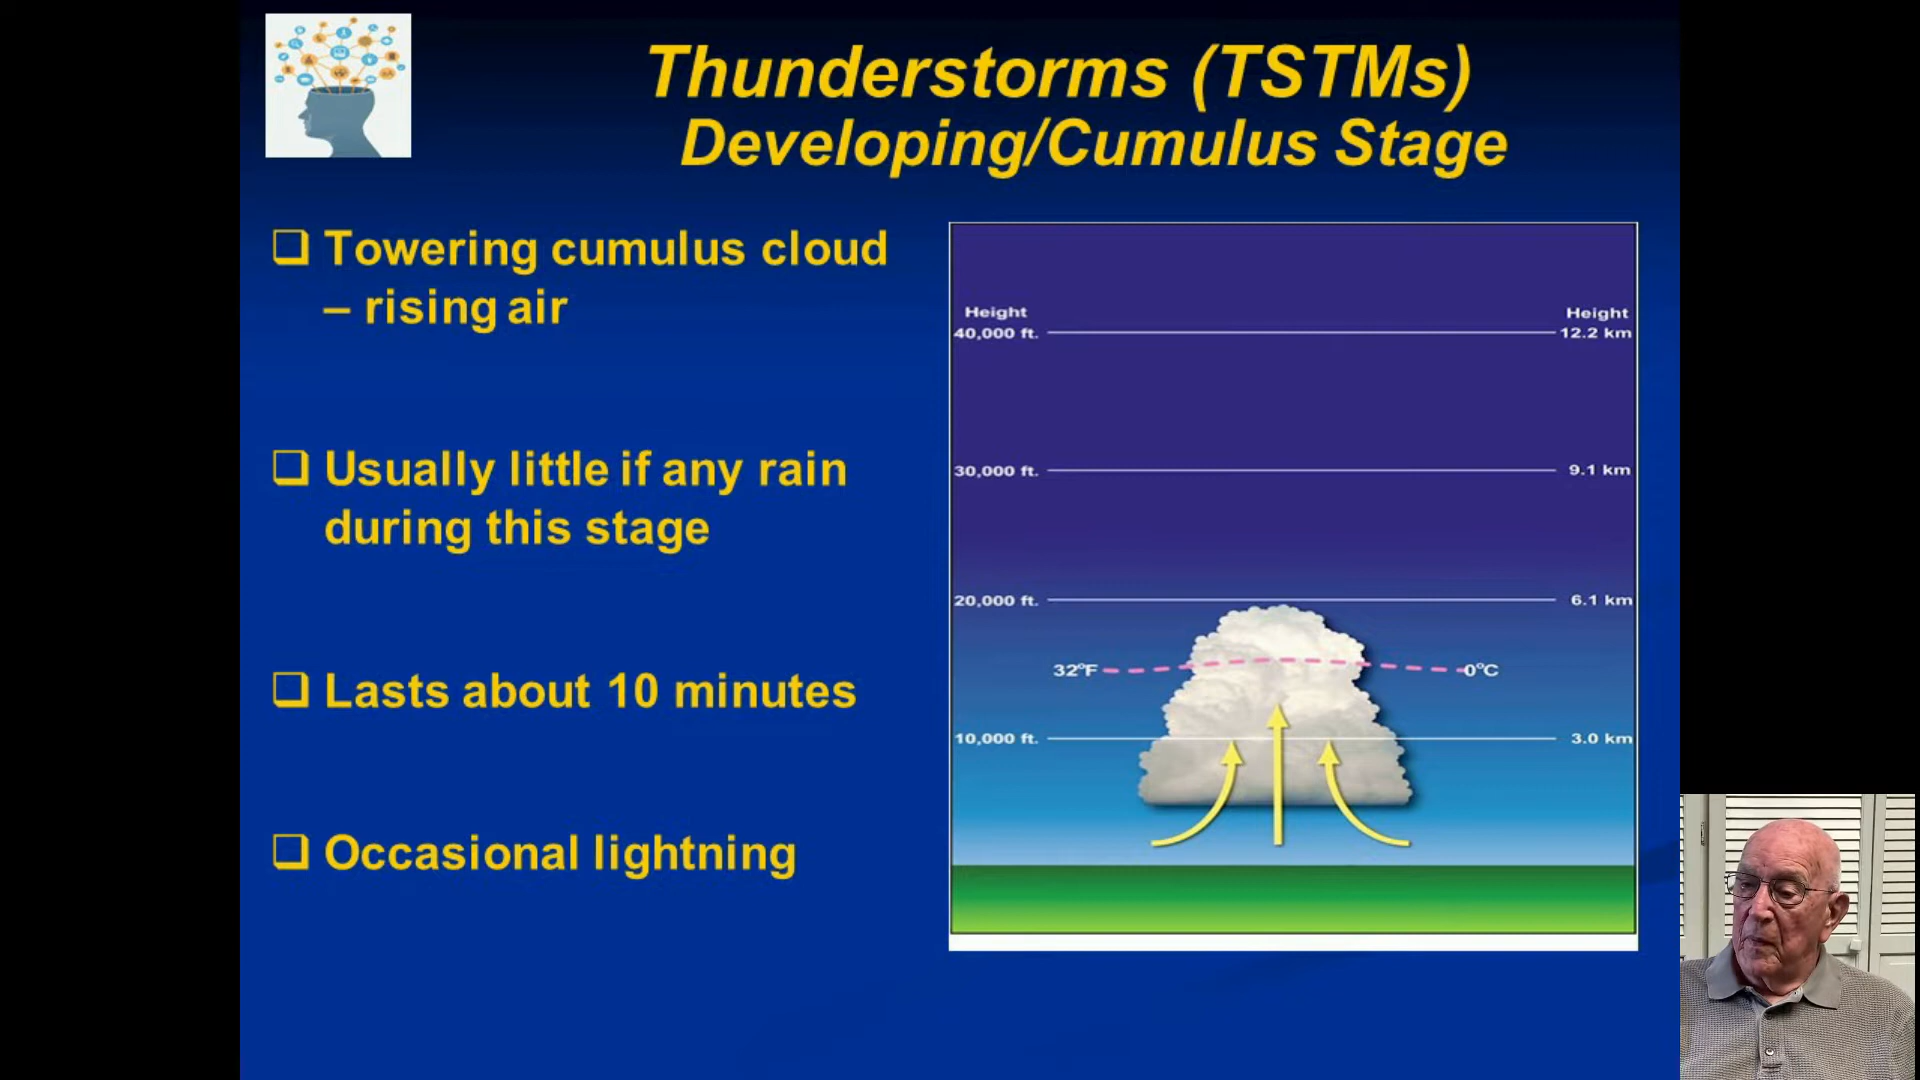 Thunderstorms (TSTMs)
Developing/Cumulus Stage
❑ Towering cumulus cloud
– rising air
❑ Usually little if any rain
during this stage
❑ Lasts about 10 minutes
❑ Occasional lightning
Height Height
40,000 ft. 12.2 km
30,000 ft. 9.1 km
20,000 ft. 6.1 km
32°F 0°C
10,000 ft. 3.0 km